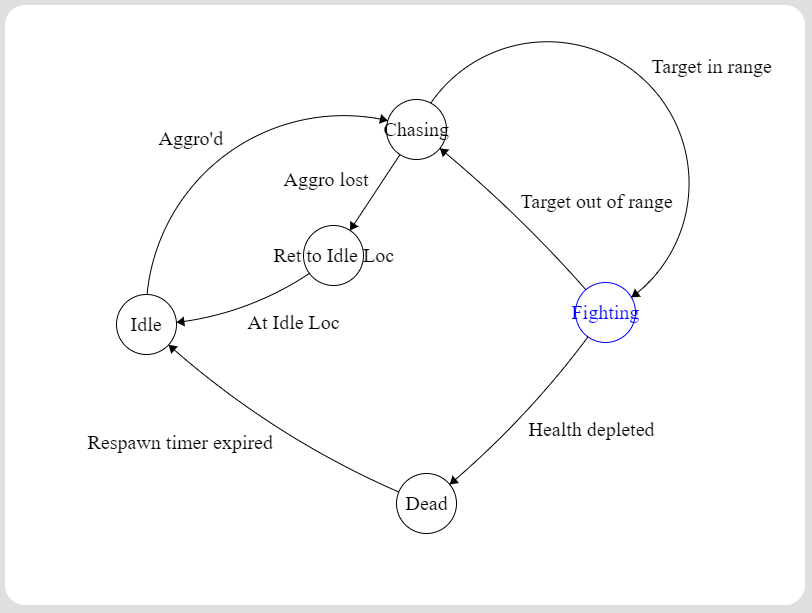 Target in range
Chasing
Aggro'd
Aggro lost
Target out of range
Ret to Idle Loc
Fighting
Idle
At Idle Loc
Health depleted
Respawn timer expired
Dead